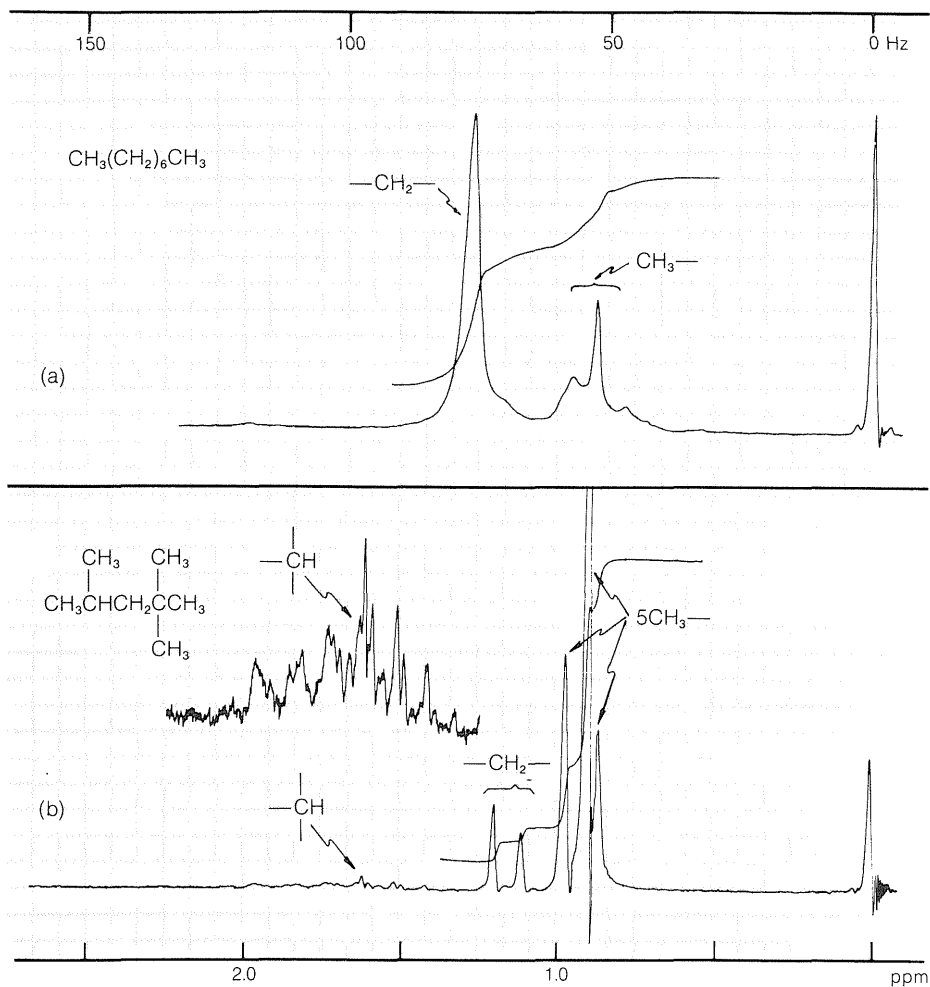 150 100 50 0 Hz
CH₃(CH₂)₆CH₃
—CH₂—
CH₃—
(a)
CH₃ CH₃
—CH
CH₃CHCH₂CCH₃
CH₃
5CH₃—
—CH₂—
—CH
(b)
2.0 1.0 ppm